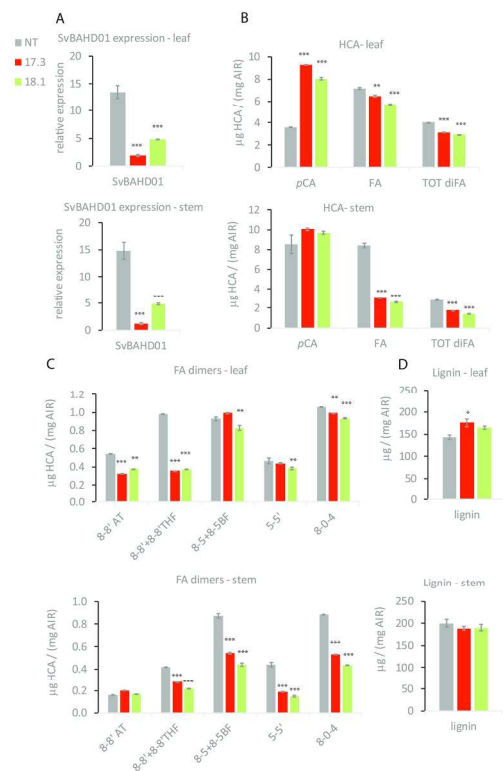 A
SvBAHD01 expression - leaf
NT
17.3
18.1
relative expression
20
15
10
5
0
***
***
SvBAHD01
SvBAHD01 expression - stem
relative expression
20
15
10
5
0
***
---
SvBAHD01
B
HCA- leaf
µg HCA / (mg AIR)
10
8
6
4
2
0
***
***
**
***
***
***
pCA
FA
TOT diFA
HCA- stem
µg HCA / (mg AIR)
12
10
8
6
4
2
0
***
***
***
***
pCA
FA
TOT diFA
C
FA dimers - leaf
µg HCA / (mg AIR)
1.2
1.0
0.8
0.6
0.4
0.2
0.0
***
**
***
***
**
**
**
***
8-8' AT
8-8'+8-8'THF
8-5+8-5BF
5-5'
8-0-4
FA dimers - stem
µg HCA / (mg AIR)
1.0
0.8
0.6
0.4
0.2
0.0
***
---
***
***
***
***
***
***
8-8' AT
8-8'+8-8'THF
8-5+8-5BF
5-5'
8-0-4
D
Lignin - leaf
µg / (mg AIR)
250
200
150
100
50
0
*
lignin
Lignin - stem
µg / (mg AIR)
250
200
150
100
50
0
lignin